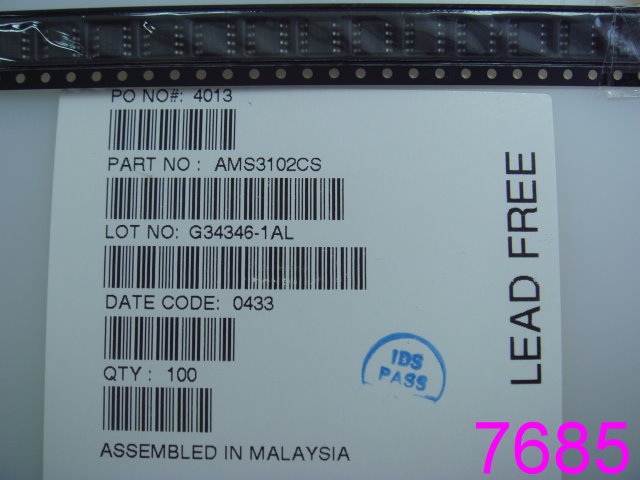 PO NO#: 4013
PART NO : AMS3102CS
LOT NO: G34346-1AL
DATE CODE: 0433
QTY : 100
ASSEMBLED IN MALAYSIA
LEAD FREE
IDS
PASS
7685